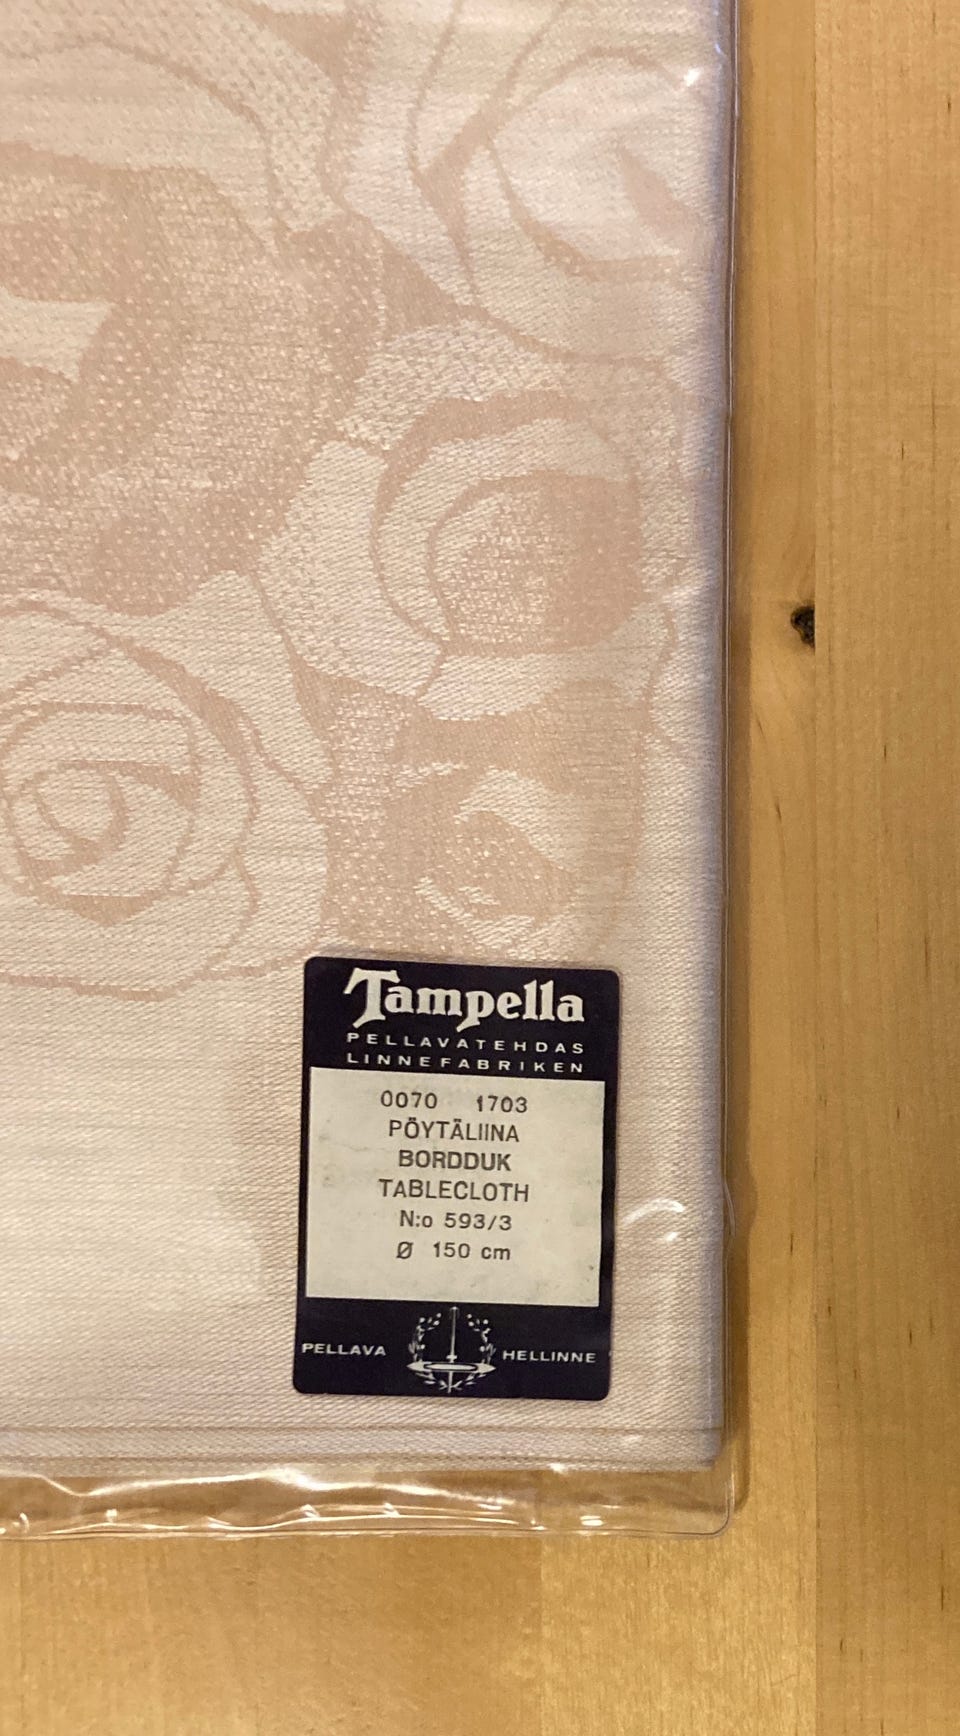 Tampella
PELLAVATEHDAS
LINNEFABRIKEN
0070 1703
PÖYTÄLIINA
BORDDUK
TABLECLOTH
N:o 593/3
Ø 150 cm
PELLAVA HELLINNE